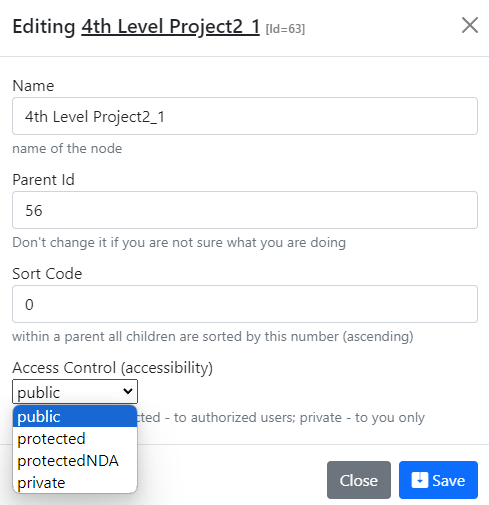 Editing 4th Level Project2_1 [Id=63]
Name
4th Level Project2_1
name of the node
Parent Id
56
Don't change it if you are not sure what you are doing
Sort Code
0
within a parent all children are sorted by this number (ascending)
Access Control (accessibility)
public
public
cted - to authorized users; private - to you only
protected
protectedNDA
private
Close
Save